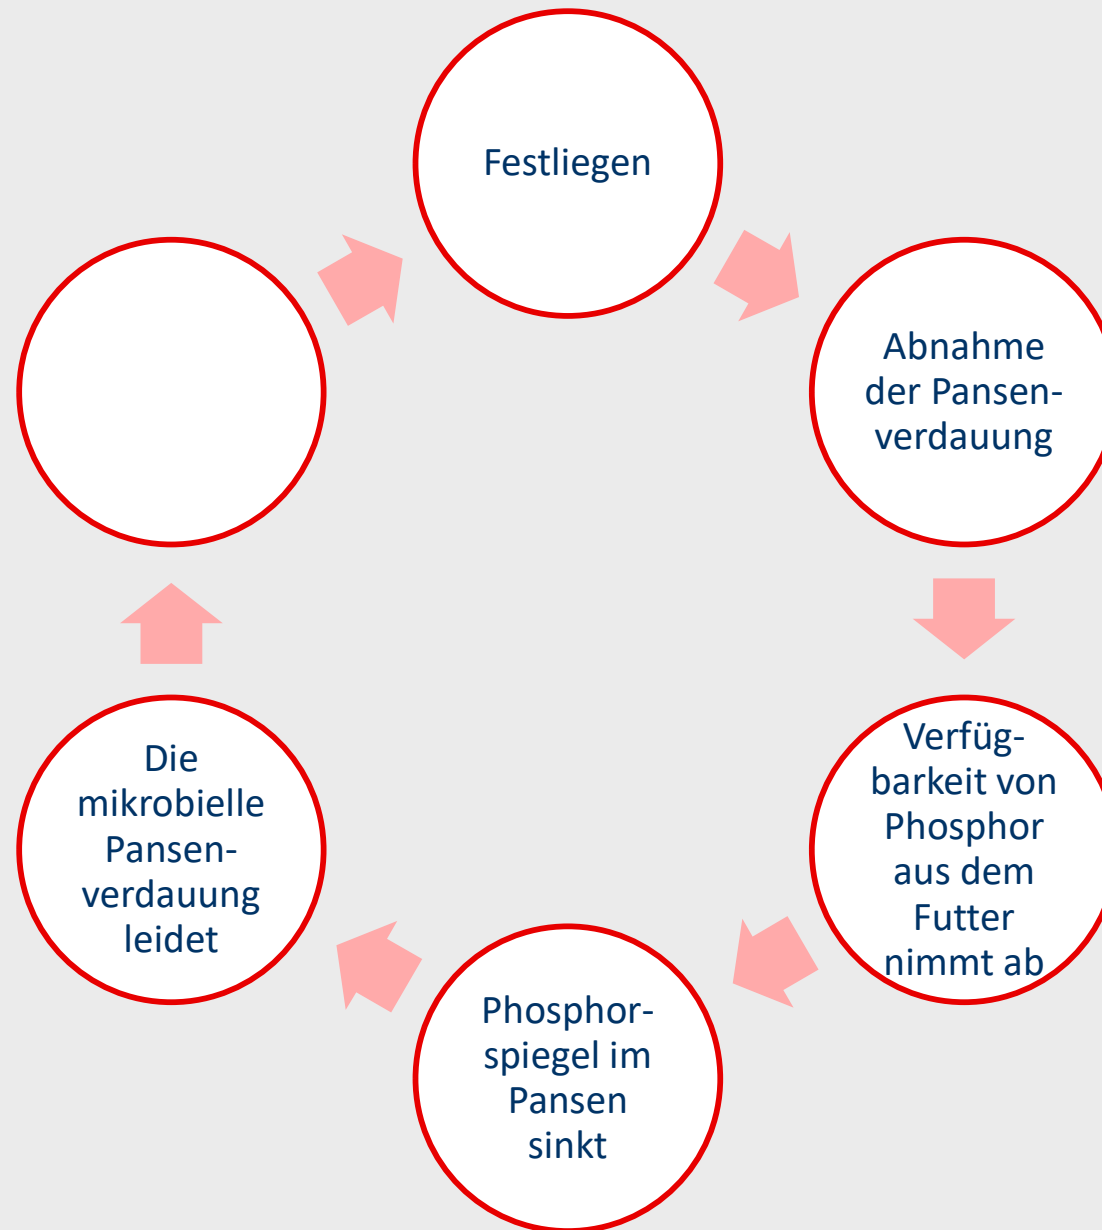 Festliegen
Abnahme
der Pansen-
verdauung
Verfüg-
barkeit von
Phosphor
aus dem
Futter
nimmt ab
Phosphor-
spiegel im
Pansen
sinkt
Die
mikrobielle
Pansen-
verdauung
leidet